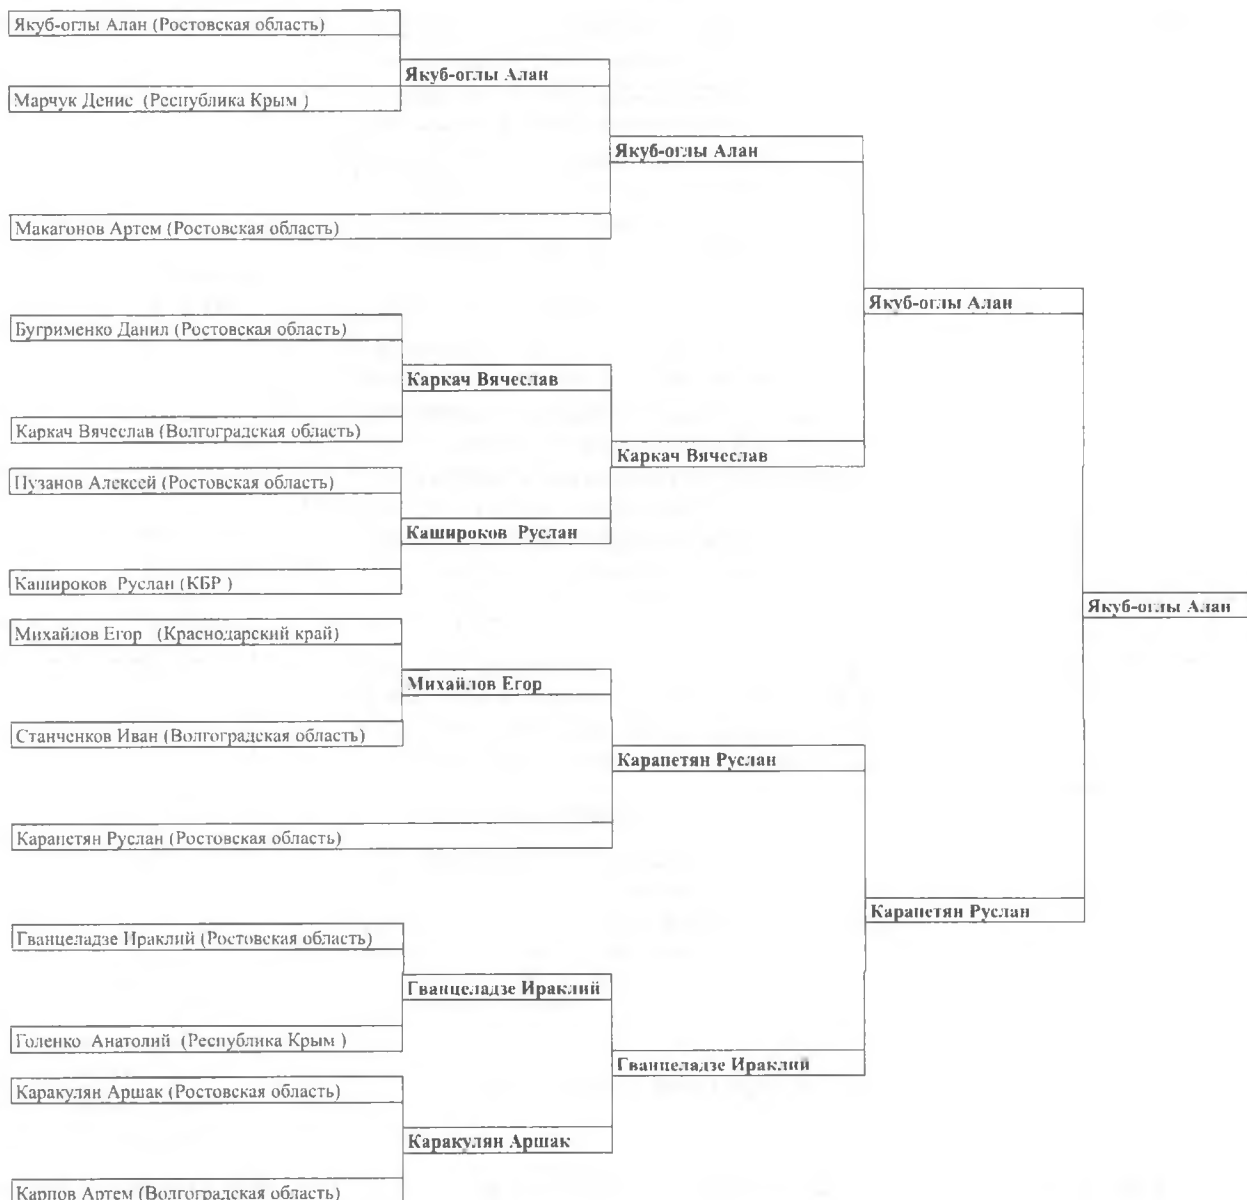 Якуб-оглы Алан (Ростовская область)
Якуб-оглы Алан
Марчук Денис (Республика Крым )
Якуб-оглы Алан
Макагонов Артем (Ростовская область)
Якуб-оглы Алан
Бугрименко Данил (Ростовская область)
Каркач Вячеслав
Каркач Вячеслав (Волгоградская область)
Каркач Вячеслав
Пузанов Алексей (Ростовская область)
Кашироков Руслан
Кашироков Руслан (КБР )
Якуб-оглы Алан
Михайлов Егор (Краснодарский край)
Михайлов Егор
Станченков Иван (Волгоградская область)
Карапетян Руслан
Карапетян Руслан (Ростовская область)
Карапетян Руслан
Гванцеладзе Ираклий (Ростовская область)
Гванцеладзе Ираклий
Голенко Анатолий (Республика Крым )
Гванцеладзе Ираклий
Каракулян Аршак (Ростовская область)
Каракулян Аршак
Карпов Артем (Волгоградская область)